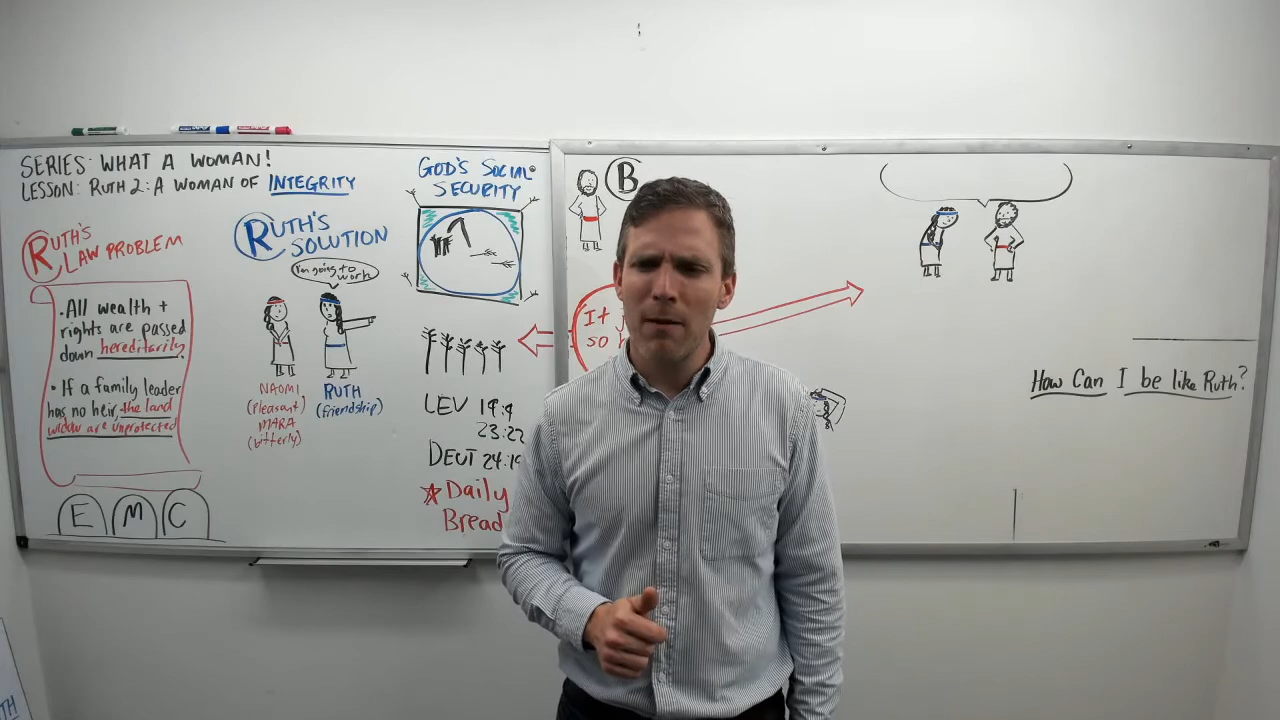 SERIES: WHAT A WOMAN!
LESSON: RUTH 2: A WOMAN OF INTEGRITY
RUTH'S
LAW PROBLEM
• All wealth +
rights are passed
down hereditarily.
• If a family leader
has no heir, the land
widow are unprotected
E M C
RUTH'S
SOLUTION
I'm going to
work
NAOMI
(pleasant)
MARA
(bitterly)
RUTH
(friendship)
GOD'S SOCIAL
SECURITY
LEV 19:9
23:22
DEUT 24:19
Daily
Bread
B
It
so
How Can I be like Ruth?
TH